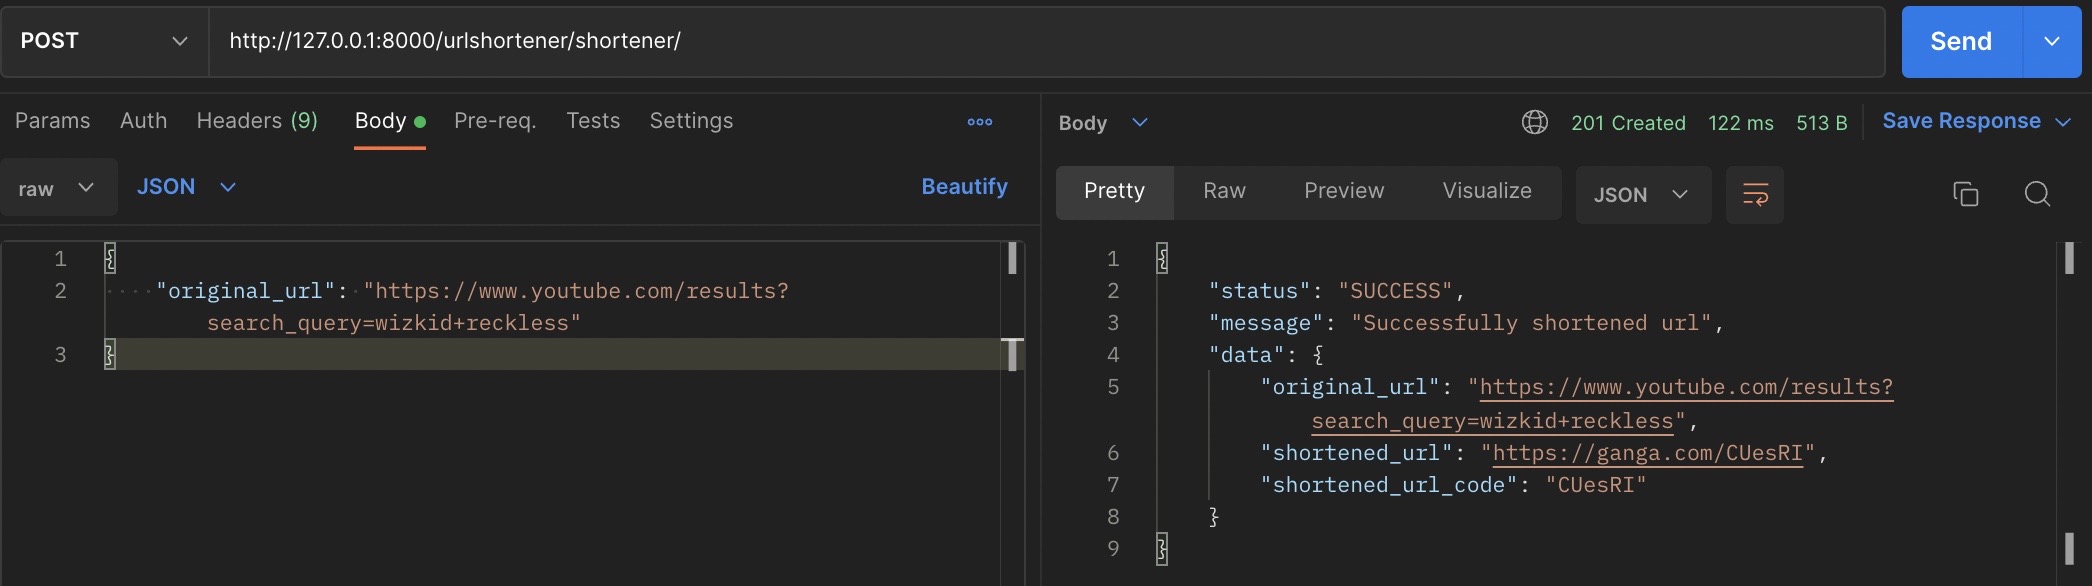 POST http://127.0.0.1:8000/urlshortener/shortener/ Send
Params Auth Headers (9) Body Pre-req. Tests Settings
raw JSON Beautify
1 {
2 "original_url": "https://www.youtube.com/results?
search_query=wizkid+reckless"
3 }
Body 201 Created 122 ms 513 B Save Response
Pretty Raw Preview Visualize JSON
1 {
2 "status": "SUCCESS",
3 "message": "Successfully shortened url",
4 "data": {
5 "original_url": "https://www.youtube.com/results?
search_query=wizkid+reckless",
6 "shortened_url": "https://ganga.com/CUesRI",
7 "shortened_url_code": "CUesRI"
8 }
9 }